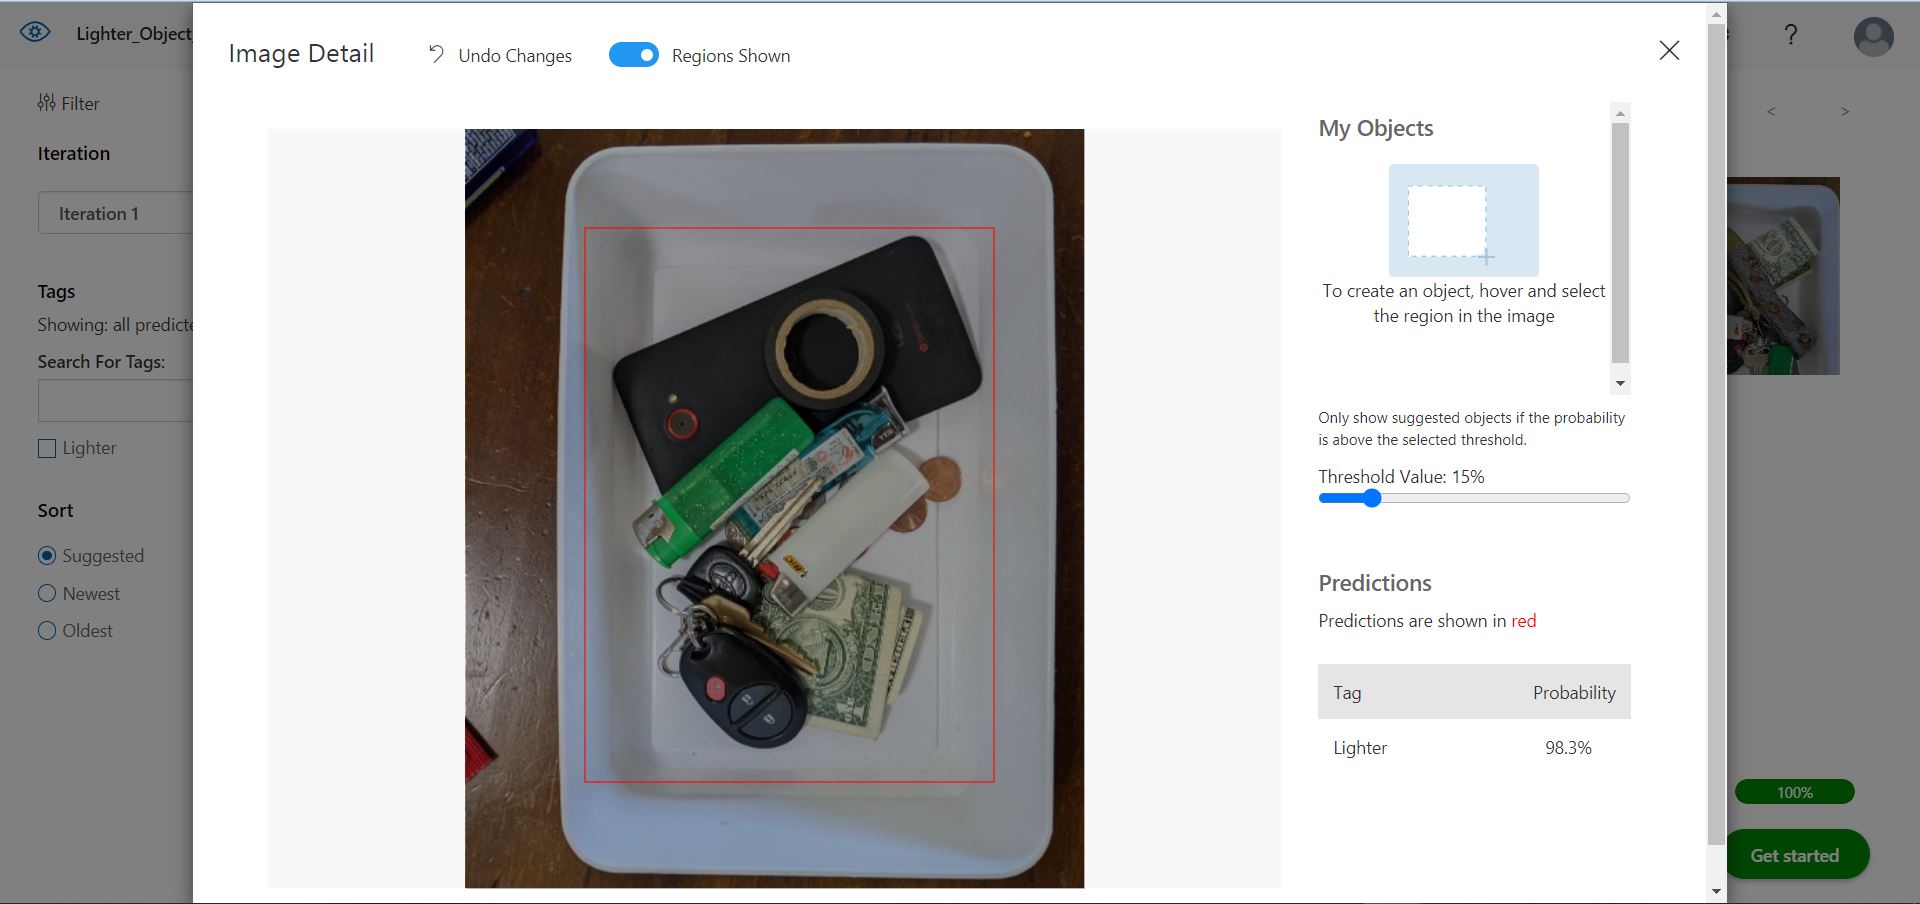 Lighter_Object
Image Detail
Undo Changes
Regions Shown
?
Filter
Iteration
Iteration 1
Tags
Showing: all predicte
Search For Tags:
Lighter
Sort
Suggested
Newest
Oldest
BIC
My Objects
To create an object, hover and select
the region in the image
Only show suggested objects if the probability
is above the selected threshold.
Threshold Value: 15%
Predictions
Predictions are shown in red
Tag Probability
Lighter 98.3%
< >
100%
Get started